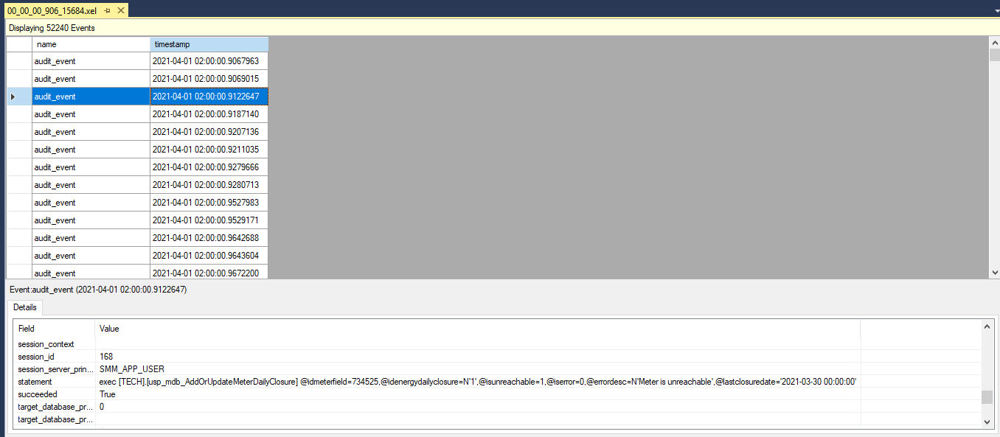 00_00_00_906_15684.xel
Displaying 52240 Events
name timestamp
audit_event 2021-04-01 02:00:00.9067963
audit_event 2021-04-01 02:00:00.9069015
audit_event 2021-04-01 02:00:00.9122647
audit_event 2021-04-01 02:00:00.9187140
audit_event 2021-04-01 02:00:00.9207136
audit_event 2021-04-01 02:00:00.9211035
audit_event 2021-04-01 02:00:00.9279666
audit_event 2021-04-01 02:00:00.9280713
audit_event 2021-04-01 02:00:00.9527983
audit_event 2021-04-01 02:00:00.9529171
audit_event 2021-04-01 02:00:00.9642688
audit_event 2021-04-01 02:00:00.9643604
audit_event 2021-04-01 02:00:00.9672200
Event:audit_event (2021-04-01 02:00:00.9122647)
Details
Field Value
session_context
session_id 168
session_server_prin... SMM_APP_USER
statement exec [TECH].[usp_mdb_AddOrUpdateMeterDailyClosure] @idmeterfield=734525,@idenergydailyclosure=N'1',@isunreachable=1,@iserror=0,@errordesc=N'Meter is unreachable',@lastclosuredate='2021-03-30 00:00:00'
succeeded True
target_database_pr... 0
target_database_pr...